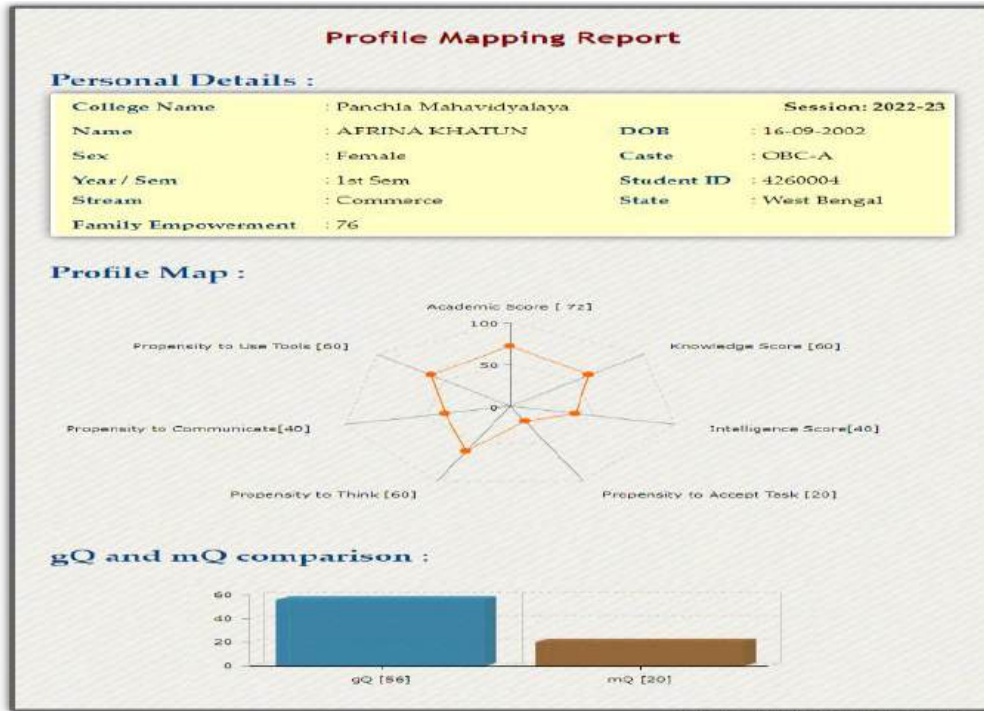 Profile Mapping Report
Personal Details :
College Name : Panchla Mahavidyalaya Session: 2022-23
Name : AFRINA KHATUN DOB : 16-09-2002
Sex : Female Caste : OBC-A
Year / Sem : 1st Sem Student ID : 4260004
Stream : Commerce State : West Bengal
Family Empowerment : 76
Profile Map :
Academic Score [ 72]
100
Propensity to Use Tools [60] Knowledge Score [60]
50
0
Propensity to Communicate[40] Intelligence Score[40]
Propensity to Think [60] Propensity to Accept Task [20]
gQ and mQ comparison :
60
40
20
0
gQ [56] mQ [20]